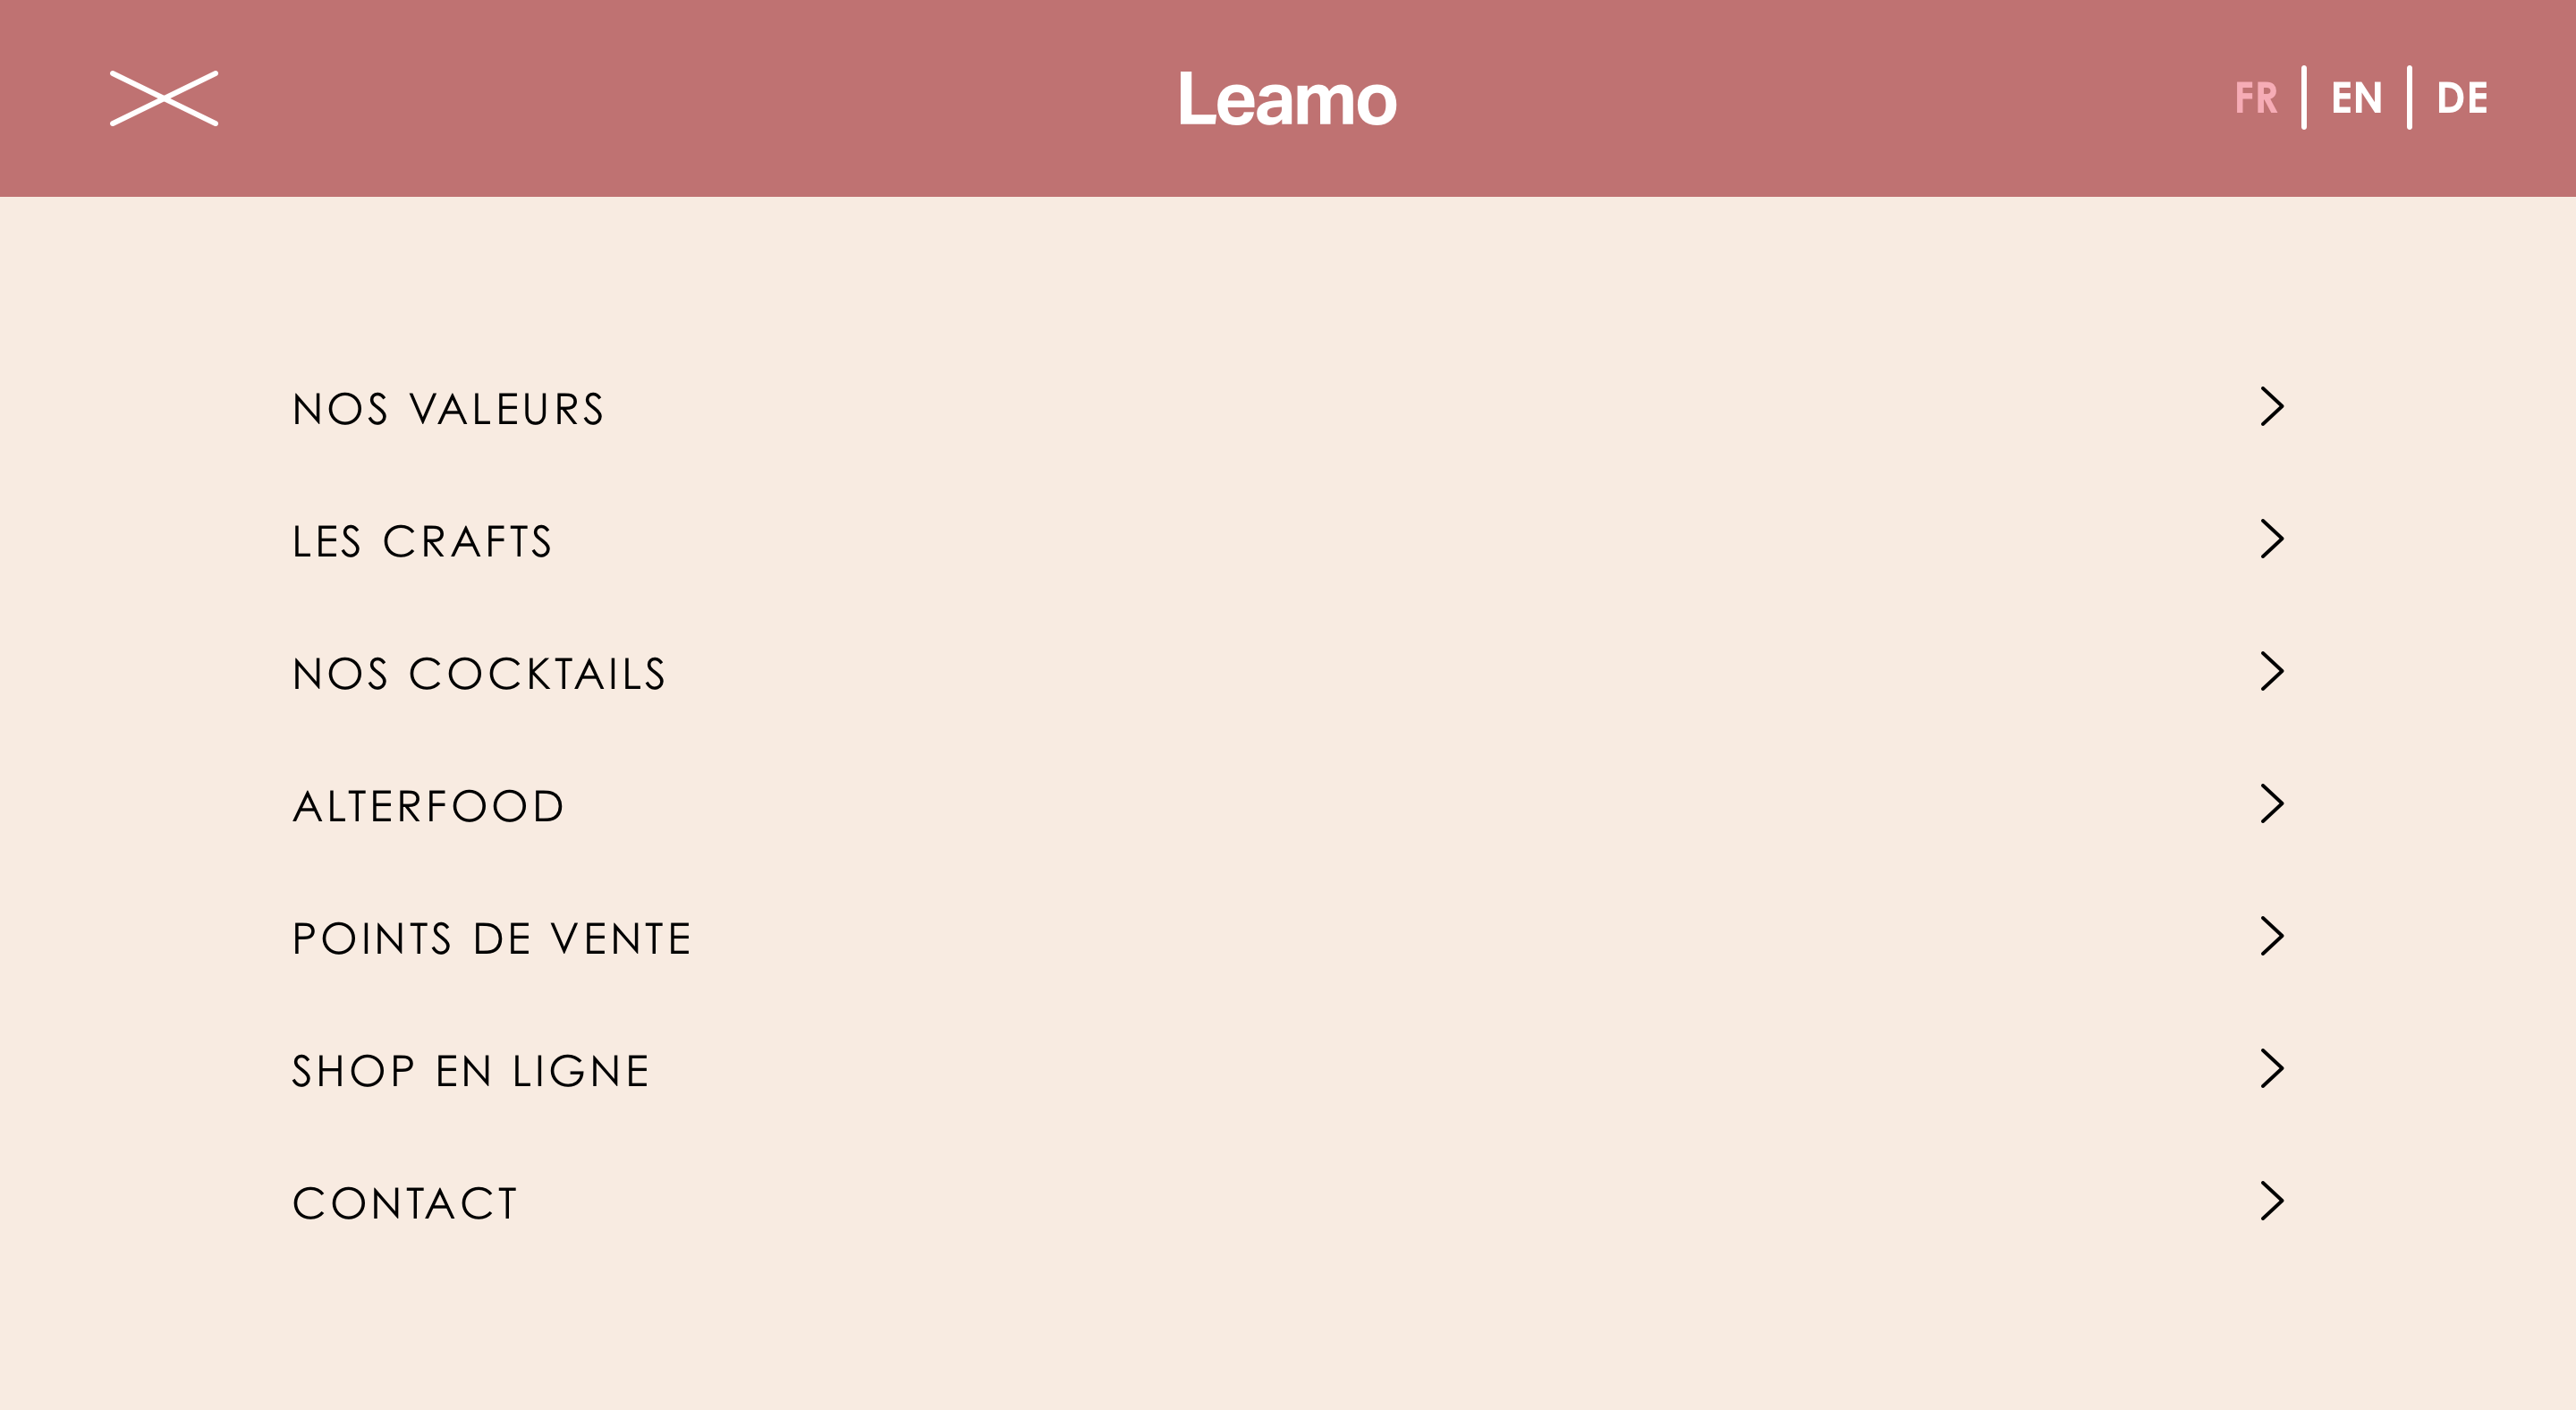 Leamo
FR | EN | DE
NOS VALEURS
LES CRAFTS
NOS COCKTAILS
ALTERFOOD
POINTS DE VENTE
SHOP EN LIGNE
CONTACT